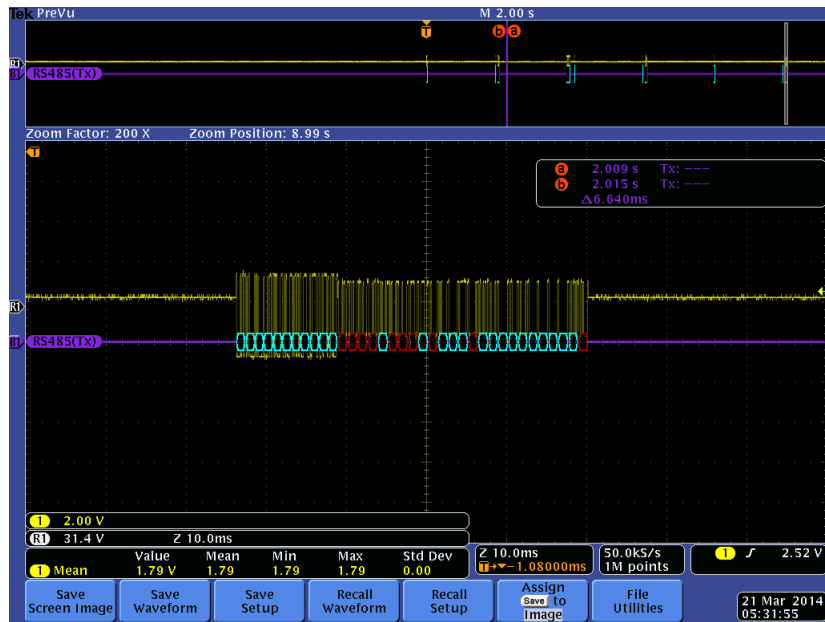 Tek PreVu M 2.00 s
T b a
R1
B1 RS485(Tx)
Zoom Factor: 200 X Zoom Position: 8.99 s
T
a 2.009 s Tx: ---
b 2.015 s Tx: ---
Δ6.640ms
R1
B1 RS485(Tx)
1 2.00 V
R1 31.4 V Z 10.0ms
Value Mean Min Max Std Dev
1 Mean 1.79 V 1.79 1.79 1.79 0.00
Z 10.0ms
T→▼-1.08000ms
50.0kS/s
1M points
1 2.52 V
Save
Screen Image
Save
Waveform
Save
Setup
Recall
Waveform
Recall
Setup
Assign
Save to
Image
File
Utilities
21 Mar 2014
05:31:55